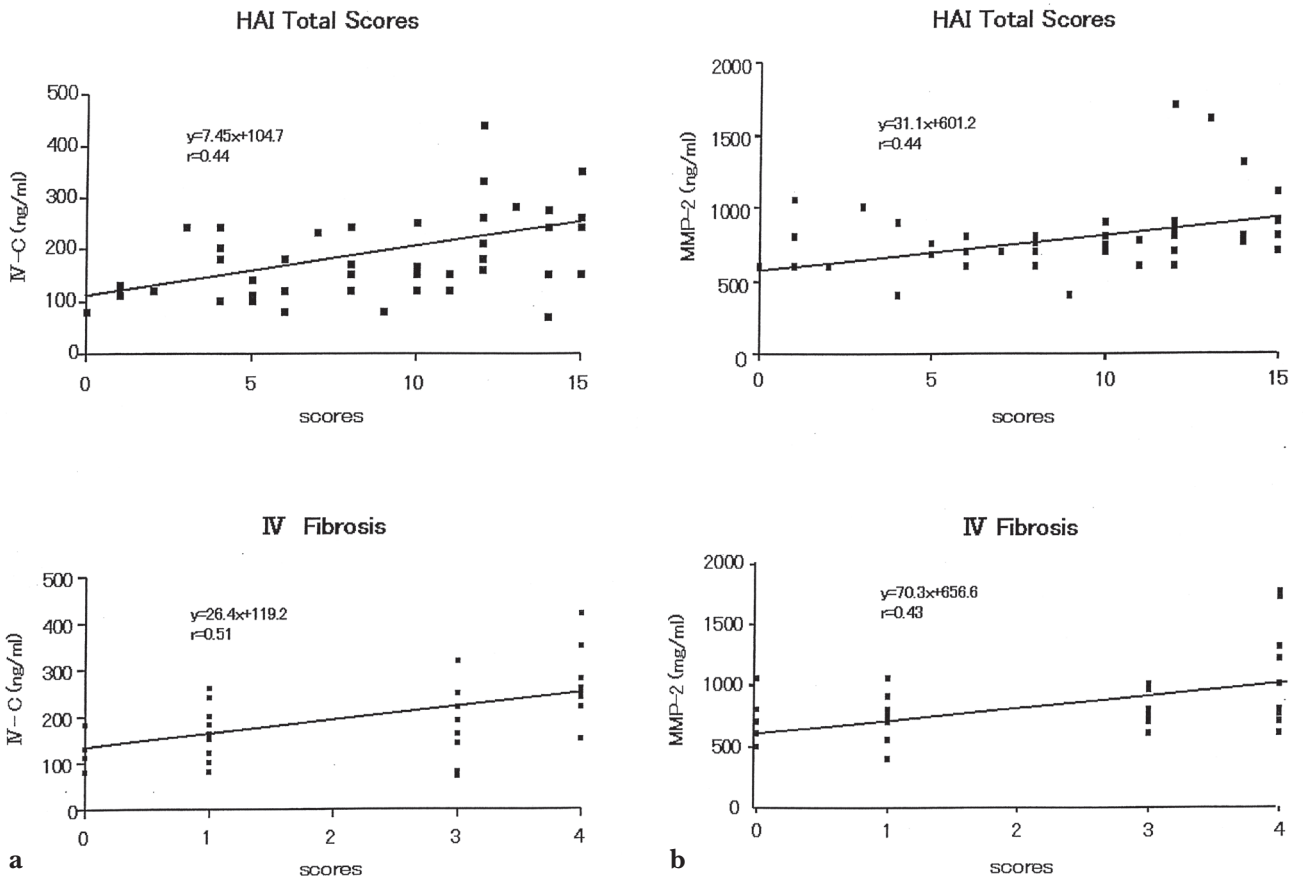 HAI Total Scores
500
400
300
200
100
0
Ⅳ-C (ng/ml)
y=7.45x+104.7
r=0.44
0 5 10 15
scores
HAI Total Scores
2000
1500
1000
500
0
MMP-2 (ng/ml)
y=31.1x+601.2
r=0.44
0 5 10 15
scores
Ⅳ Fibrosis
500
400
300
200
100
0
Ⅳ-C (ng/ml)
y=26.4x+119.2
r=0.51
0 1 2 3 4
scores
a
Ⅳ Fibrosis
2000
1500
1000
500
0
MMP-2 (mg/ml)
y=70.3x+656.6
r=0.43
0 1 2 3 4
scores
b